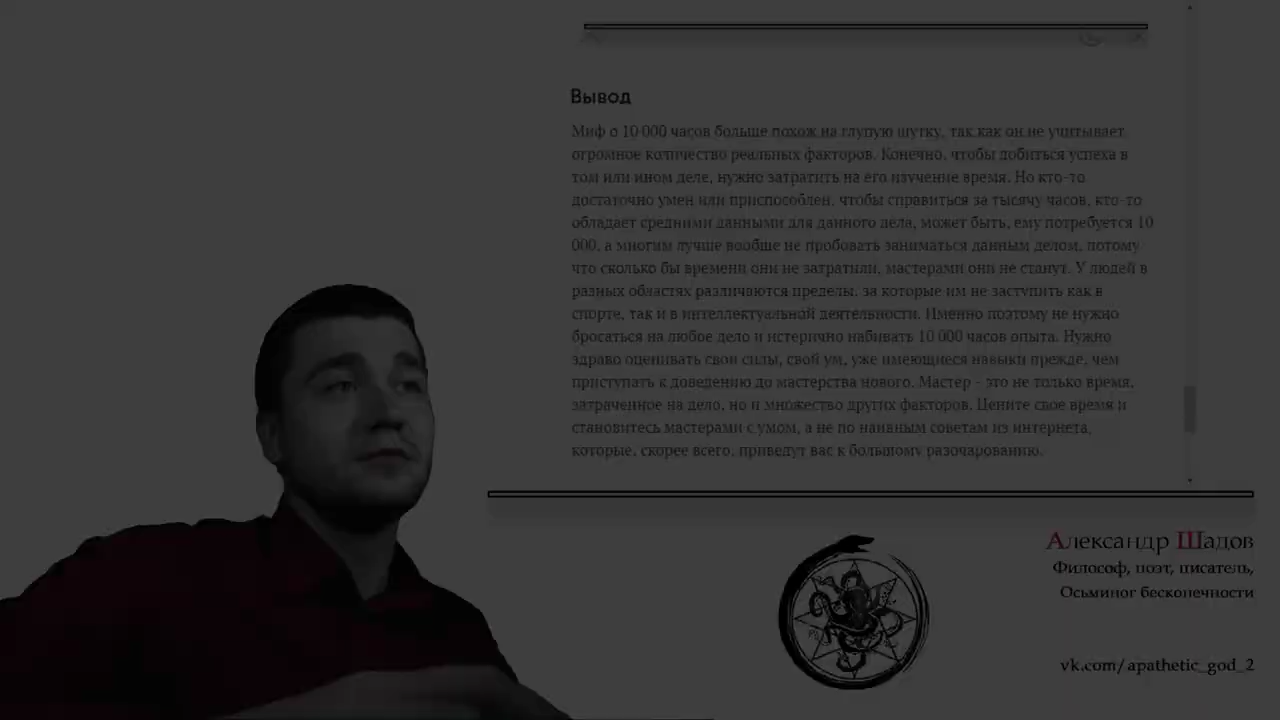 Вывод
Миф о 10 000 часов больше похож на глупую шутку, так как он не учитывает
огромное количество реальных факторов. Конечно, чтобы добиться успеха в
том или ином деле, нужно затратить на его изучение время. Но кто-то
достаточно умен или приспособлен, чтобы справиться за тысячу часов, кто-то
обладает средними данными для данного дела, может быть, ему потребуется 10
000, а многим лучше вообще не пробовать заниматься данным делом, потому
что сколько бы времени они не затратили, мастерами они не станут. У людей в
разных областях различаются пределы, за которые им не заступить как в
спорте, так и в интеллектуальной деятельности. Именно поэтому не нужно
бросаться на любое дело и истерично набивать 10 000 часов опыта. Нужно
здраво оценивать свои силы, свой ум, уже имеющиеся навыки прежде, чем
приступать к доведению до мастерства нового. Мастер - это не только время,
затраченное на дело, но и множество других факторов. Цените свое время и
становитесь мастерами с умом, а не по наивным советам из интернета,
которые, скорее всего, приведут вас к большому разочарованию.
Александр Шадов
Философ, поэт, писатель,
Осьминог бесконечности
vk.com/apathetic_god_2